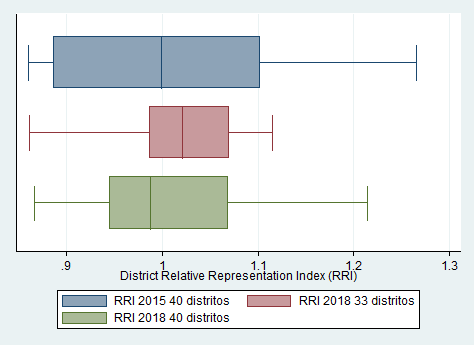 .9 1 1.1 1.2 1.3
District Relative Representation Index (RRI)
RRI 2015 40 distritos RRI 2018 33 distritos
RRI 2018 40 distritos